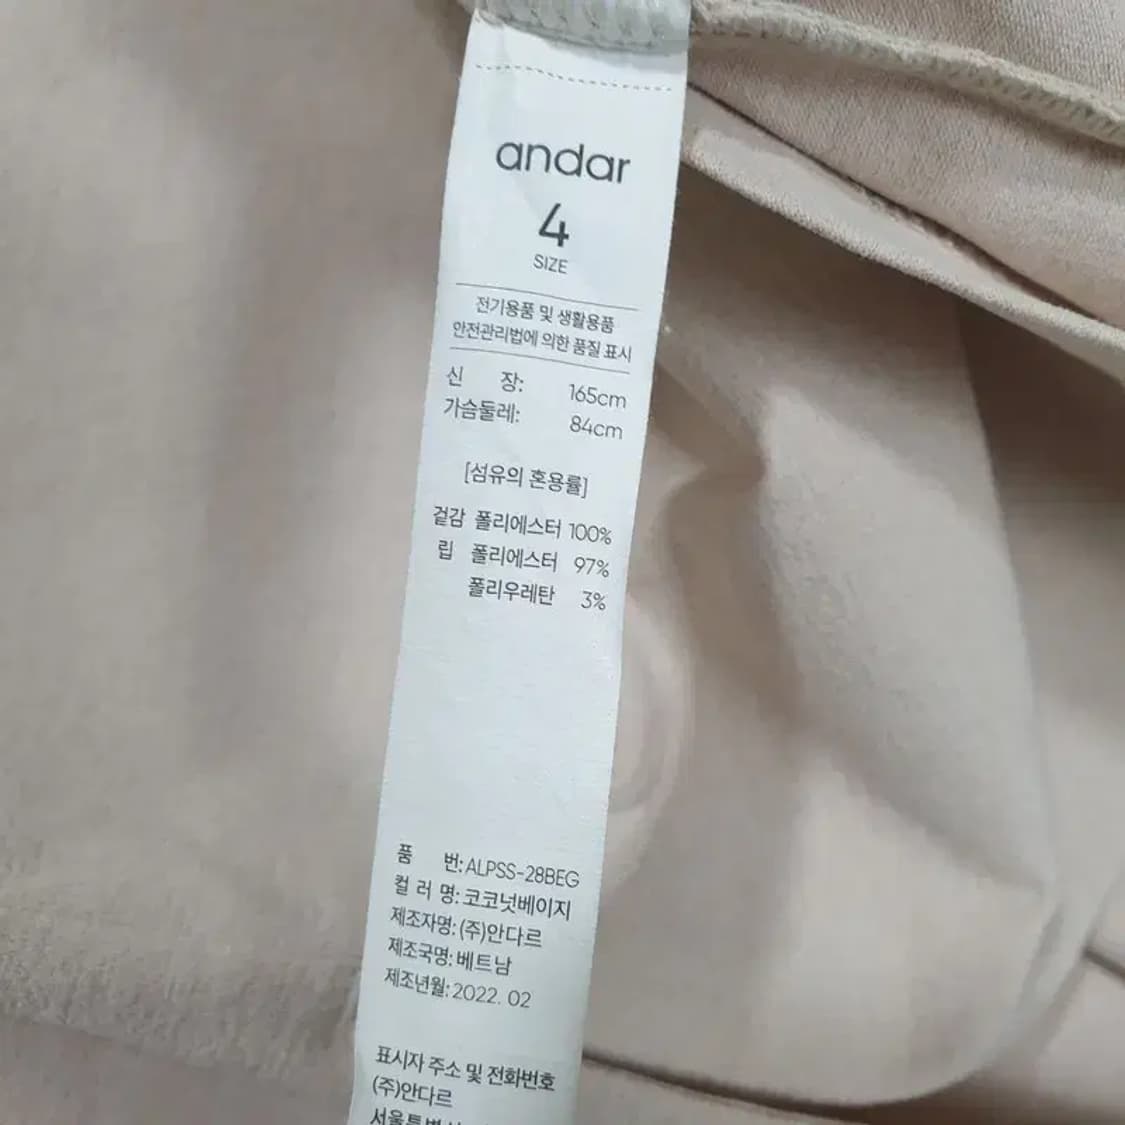 andar
4
SIZE
전기용품 및 생활용품
안전관리법에 의한 품질 표시
신 장: 165cm
가슴둘레: 84cm
[섬유의 혼용률]
겉감 폴리에스터 100%
립 폴리에스터 97%
폴리우레탄 3%
품 번: ALPSS-28BEG
컬 러 명: 코코넛베이지
제조자명: (주)안다르
제조국명: 베트남
제조년월: 2022. 02
표시자 주소 및 전화번호
(주)안다르